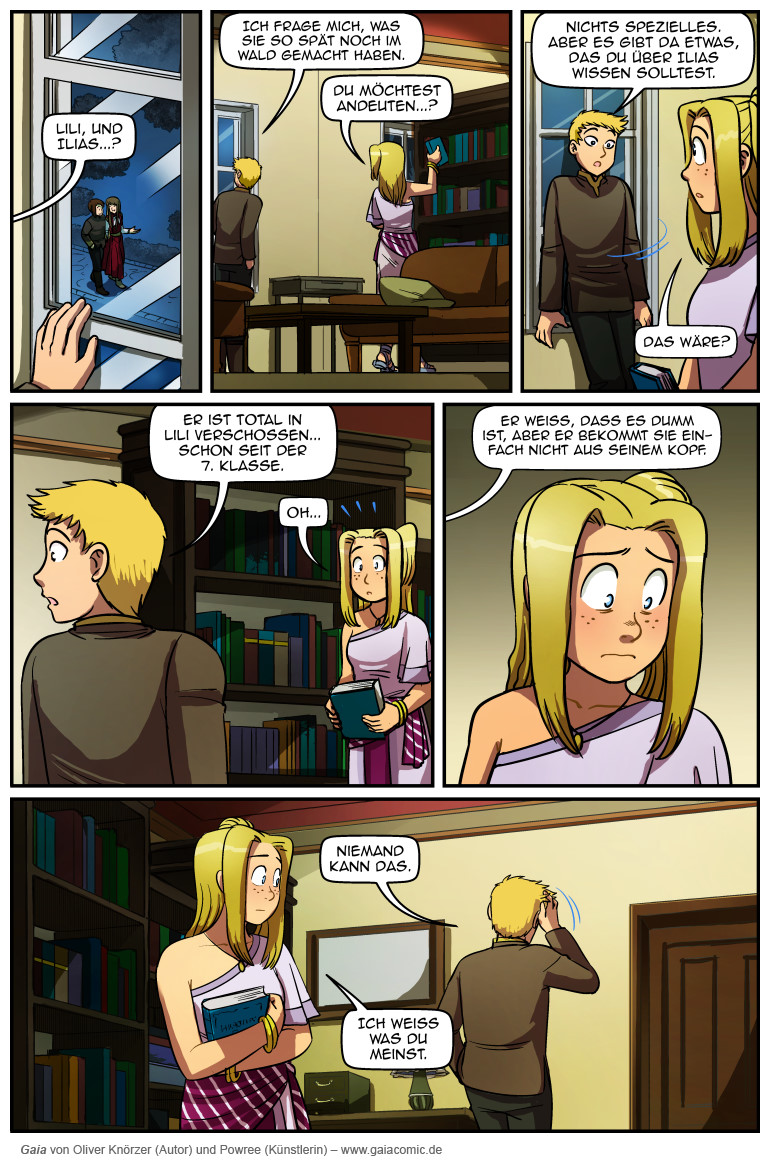 LILI, UND
ILIAS...?
ICH FRAGE MICH, WAS
SIE SO SPÄT NOCH IM
WALD GEMACHT HABEN.
DU MÖCHTEST
ANDEUTEN...?
NICHTS SPEZIELLES.
ABER ES GIBT DA ETWAS,
DAS DU ÜBER ILIAS
WISSEN SOLLTEST.
DAS WÄRE?
ER IST TOTAL IN
LILI VERSCHOSSEN...
SCHON SEIT DER
7. KLASSE.
OH...
ER WEISS, DASS ES DUMM
IST, ABER ER BEKOMMT SIE EIN-
FACH NICHT AUS SEINEM KOPF.
NIEMAND
KANN DAS.
ICH WEISS
WAS DU
MEINST.
Gaia von Oliver Knörzer (Autor) und Powree (Künstlerin) – www.gaiacomic.de